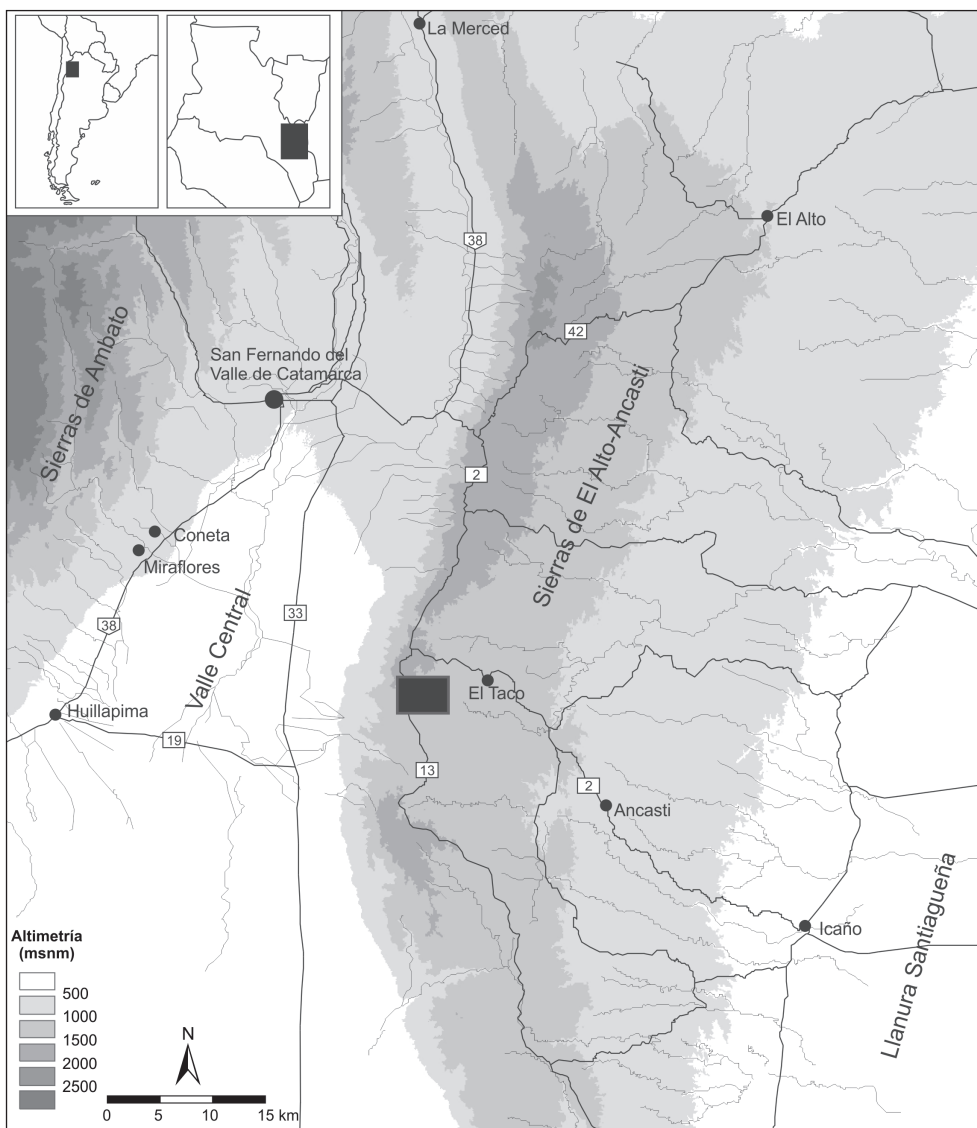 La Merced
El Alto
38
42
Sierras de Ambato
San Fernando del
Valle de Catamarca
Sierras de El Alto-Ancasti
2
Coneta
Miraflores
33
38
Valle Central
El Taco
Huillapima
19
13
2
Ancasti
Icaño
Llanura Santiagueña
Altimetría
(msnm)
500
1000
1500
2000
2500
N
0 5 10 15 km